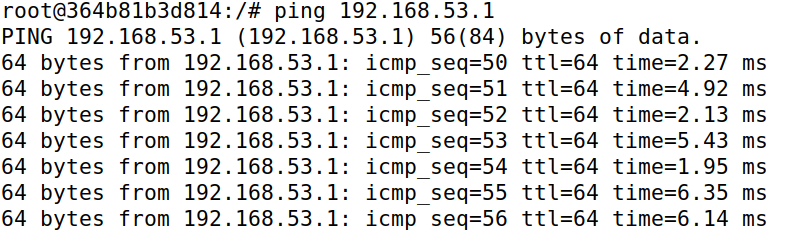 root@364b81b3d814:/# ping 192.168.53.1
PING 192.168.53.1 (192.168.53.1) 56(84) bytes of data.
64 bytes from 192.168.53.1: icmp_seq=50 ttl=64 time=2.27 ms
64 bytes from 192.168.53.1: icmp_seq=51 ttl=64 time=4.92 ms
64 bytes from 192.168.53.1: icmp_seq=52 ttl=64 time=2.13 ms
64 bytes from 192.168.53.1: icmp_seq=53 ttl=64 time=5.43 ms
64 bytes from 192.168.53.1: icmp_seq=54 ttl=64 time=1.95 ms
64 bytes from 192.168.53.1: icmp_seq=55 ttl=64 time=6.35 ms
64 bytes from 192.168.53.1: icmp_seq=56 ttl=64 time=6.14 ms